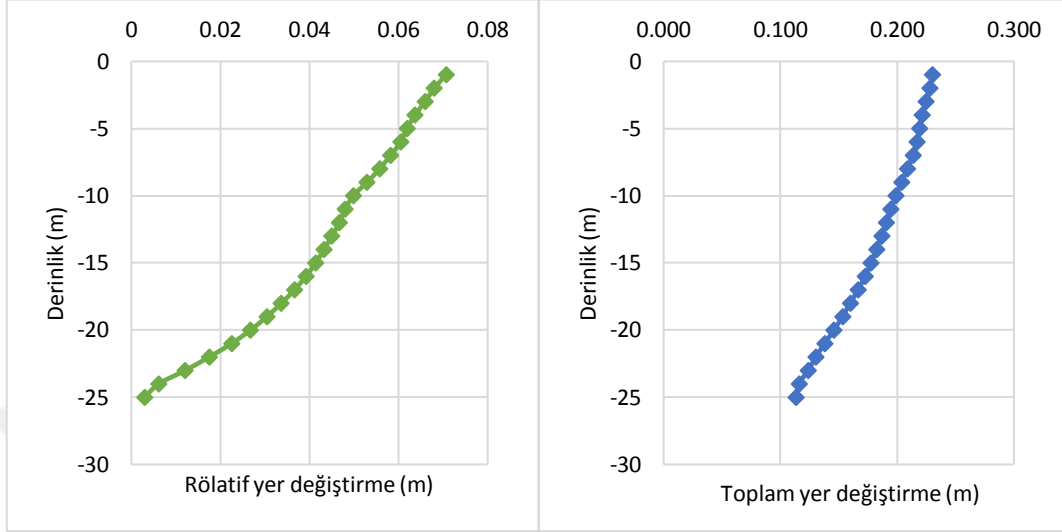 0 0.02 0.04 0.06 0.08
0
-5
-10
-15
-20
-25
-30
Derinlik (m)
Rölatif yer değiştirme (m)
0.000 0.100 0.200 0.300
0
-5
-10
-15
-20
-25
-30
Derinlik (m)
Toplam yer değiştirme (m)